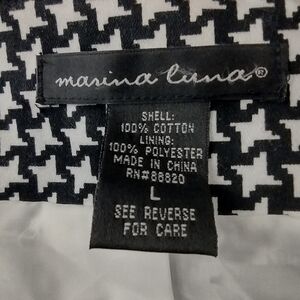 marina luna®
SHELL:
100% COTTON
LINING:
100% POLYESTER
MADE IN CHINA
RN#88820
L
SEE REVERSE
FOR CARE